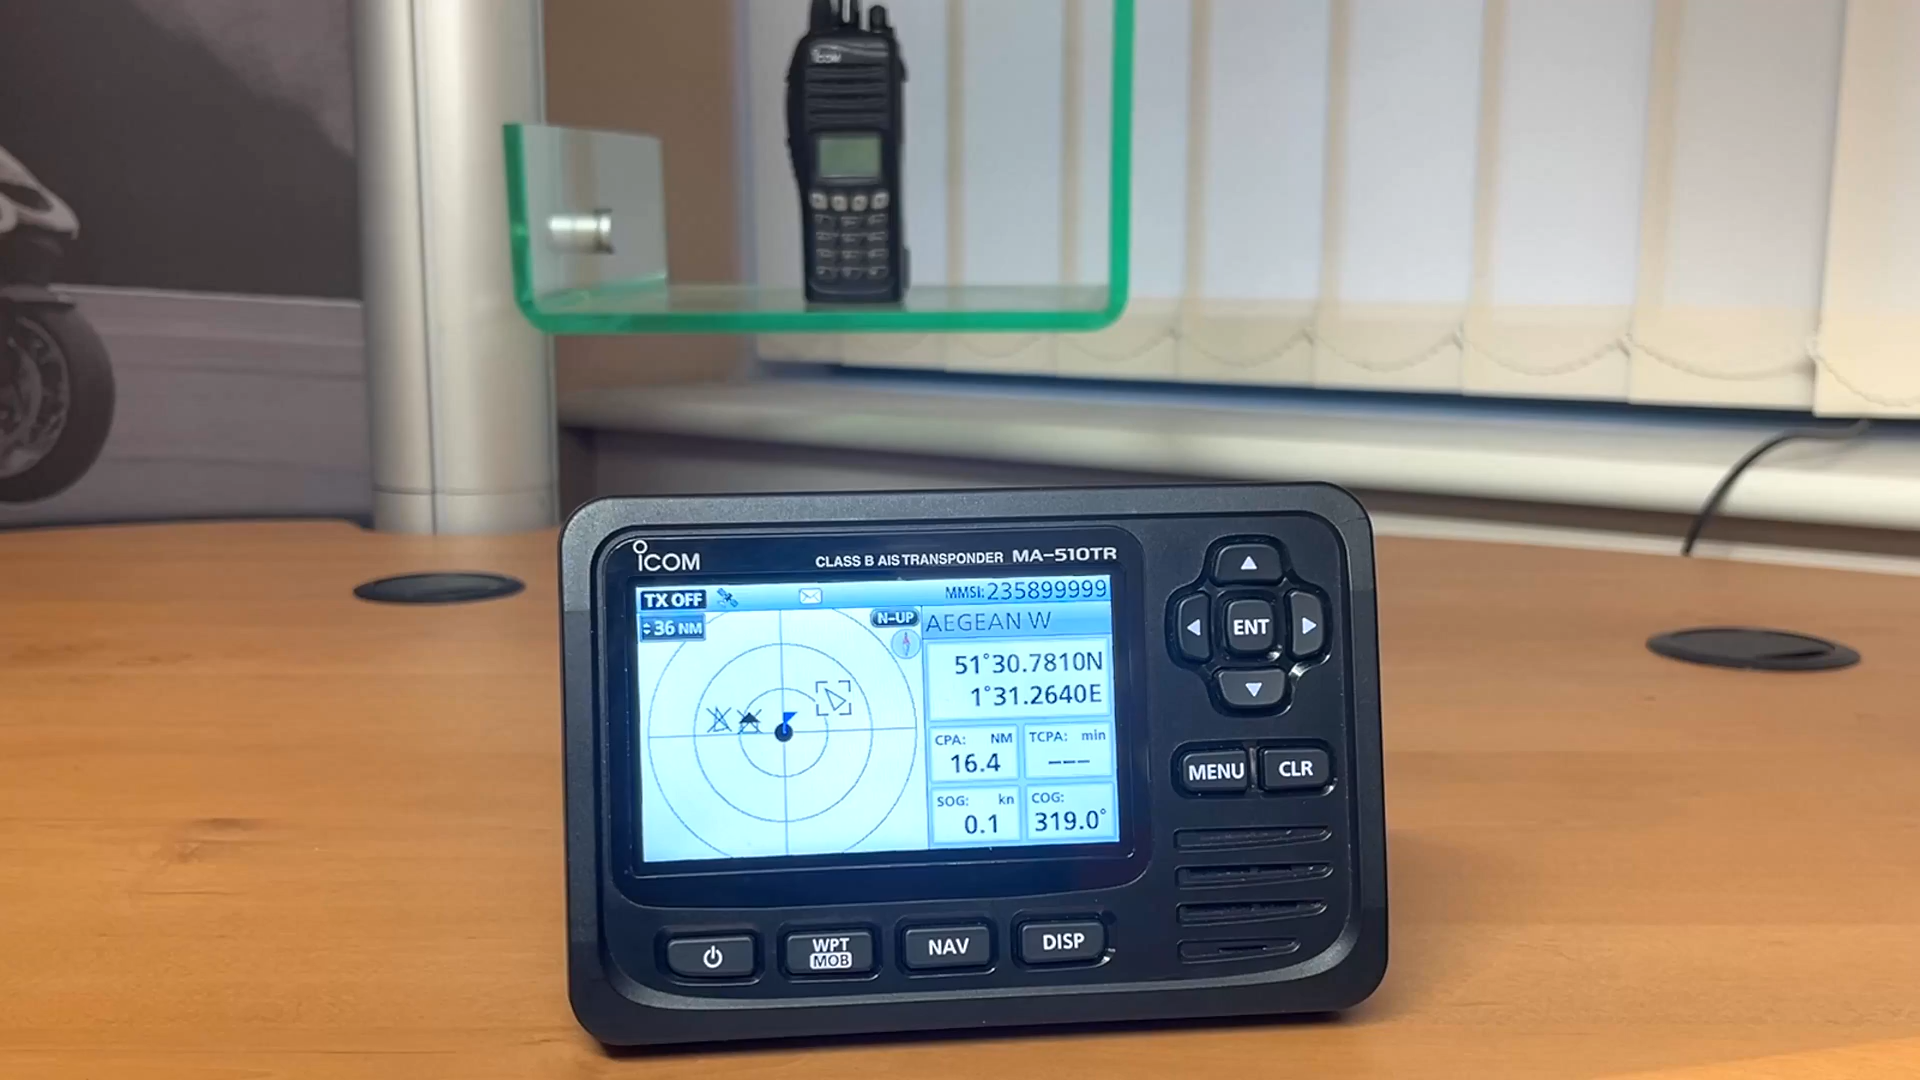 ICOM
ICOM
CLASS B AIS TRANSPONDER MA-510TR
TX OFF
MMSI:235899999
36 NM
N-UP
AEGEAN W
51°30.7810N
1°31.2640E
CPA: NM
16.4
TCPA: min
---
SOG: kn
0.1
COG:
319.0°
ENT
MENU
CLR
WPT
MOB
NAV
DISP